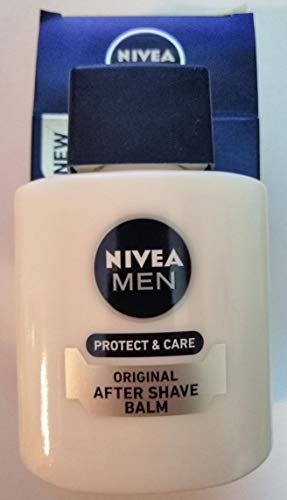 NIVEA
NEW
NIVEA
MEN
PROTECT & CARE
ORIGINAL
AFTER SHAVE
BALM